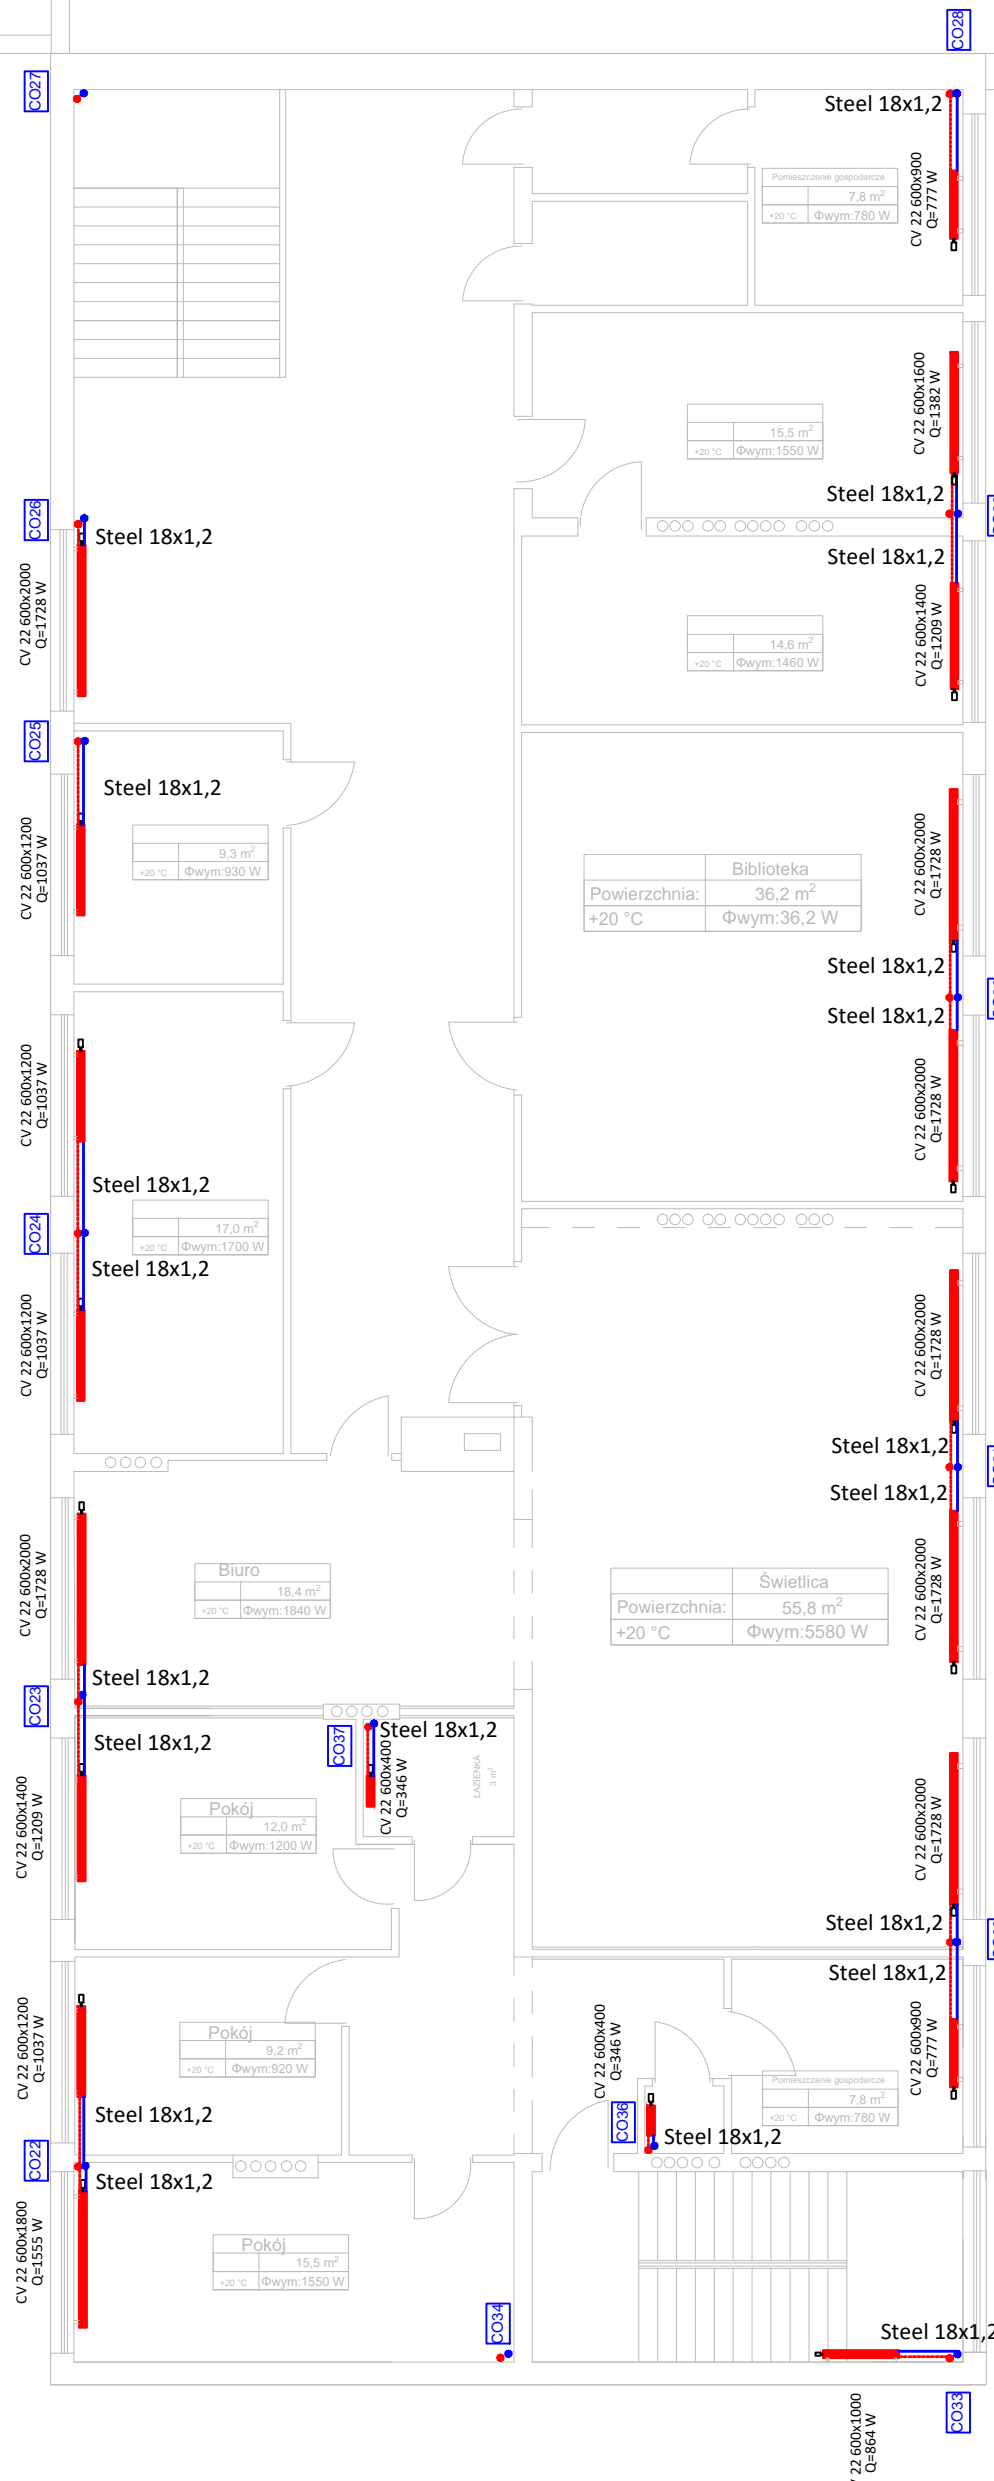 CO28
CO27
Steel 18x1,2
Pomieszczenie gospodarcze
7,8 m²
+20 °C Φwym:780 W
CV 22 600x900
Q=777 W
CV 22 600x1600
Q=1382 W
15,5 m²
+20 °C Φwym:1550 W
CO26
Steel 18x1,2
Steel 18x1,2
Steel 18x1,2
CV 22 600x2000
Q=1728 W
CV 22 600x1400
Q=1209 W
14,6 m²
+20 °C Φwym:1460 W
CO25
Steel 18x1,2
9,3 m²
+20 °C Φwym:930 W
CV 22 600x1200
Q=1037 W
Biblioteka
Powierzchnia: 36,2 m²
+20 °C Φwym:36,2 W
CV 22 600x2000
Q=1728 W
Steel 18x1,2
Steel 18x1,2
CV 22 600x1200
Q=1037 W
CV 22 600x2000
Q=1728 W
Steel 18x1,2
17,0 m²
+20 °C Φwym:1700 W
CO24
Steel 18x1,2
CV 22 600x1200
Q=1037 W
CV 22 600x2000
Q=1728 W
Steel 18x1,2
Steel 18x1,2
CV 22 600x2000
Q=1728 W
Biuro
18,4 m²
+20 °C Φwym:1840 W
Świetlica
Powierzchnia: 55,8 m²
+20 °C Φwym:5580 W
CV 22 600x2000
Q=1728 W
Steel 18x1,2
CO23
Steel 18x1,2
CO37
Steel 18x1,2
CV 22 600x400
Q=346 W
ŁAZIENKA
3 m²
CV 22 600x1400
Q=1209 W
Pokój
12,0 m²
+20 °C Φwym:1200 W
CV 22 600x2000
Q=1728 W
Steel 18x1,2
Steel 18x1,2
CV 22 600x1200
Q=1037 W
Pokój
9,2 m²
+20 °C Φwym:920 W
CV 22 600x400
Q=346 W
CV 22 600x900
Q=777 W
Pomieszczenie gospodarcze
7,8 m²
+20 °C Φwym:780 W
Steel 18x1,2
CO36
Steel 18x1,2
CO22
Steel 18x1,2
CV 22 600x1800
Q=1555 W
Pokój
15,5 m²
+20 °C Φwym:1550 W
CO34
Steel 18x1,2
CO33
22 600x1000
Q=864 W